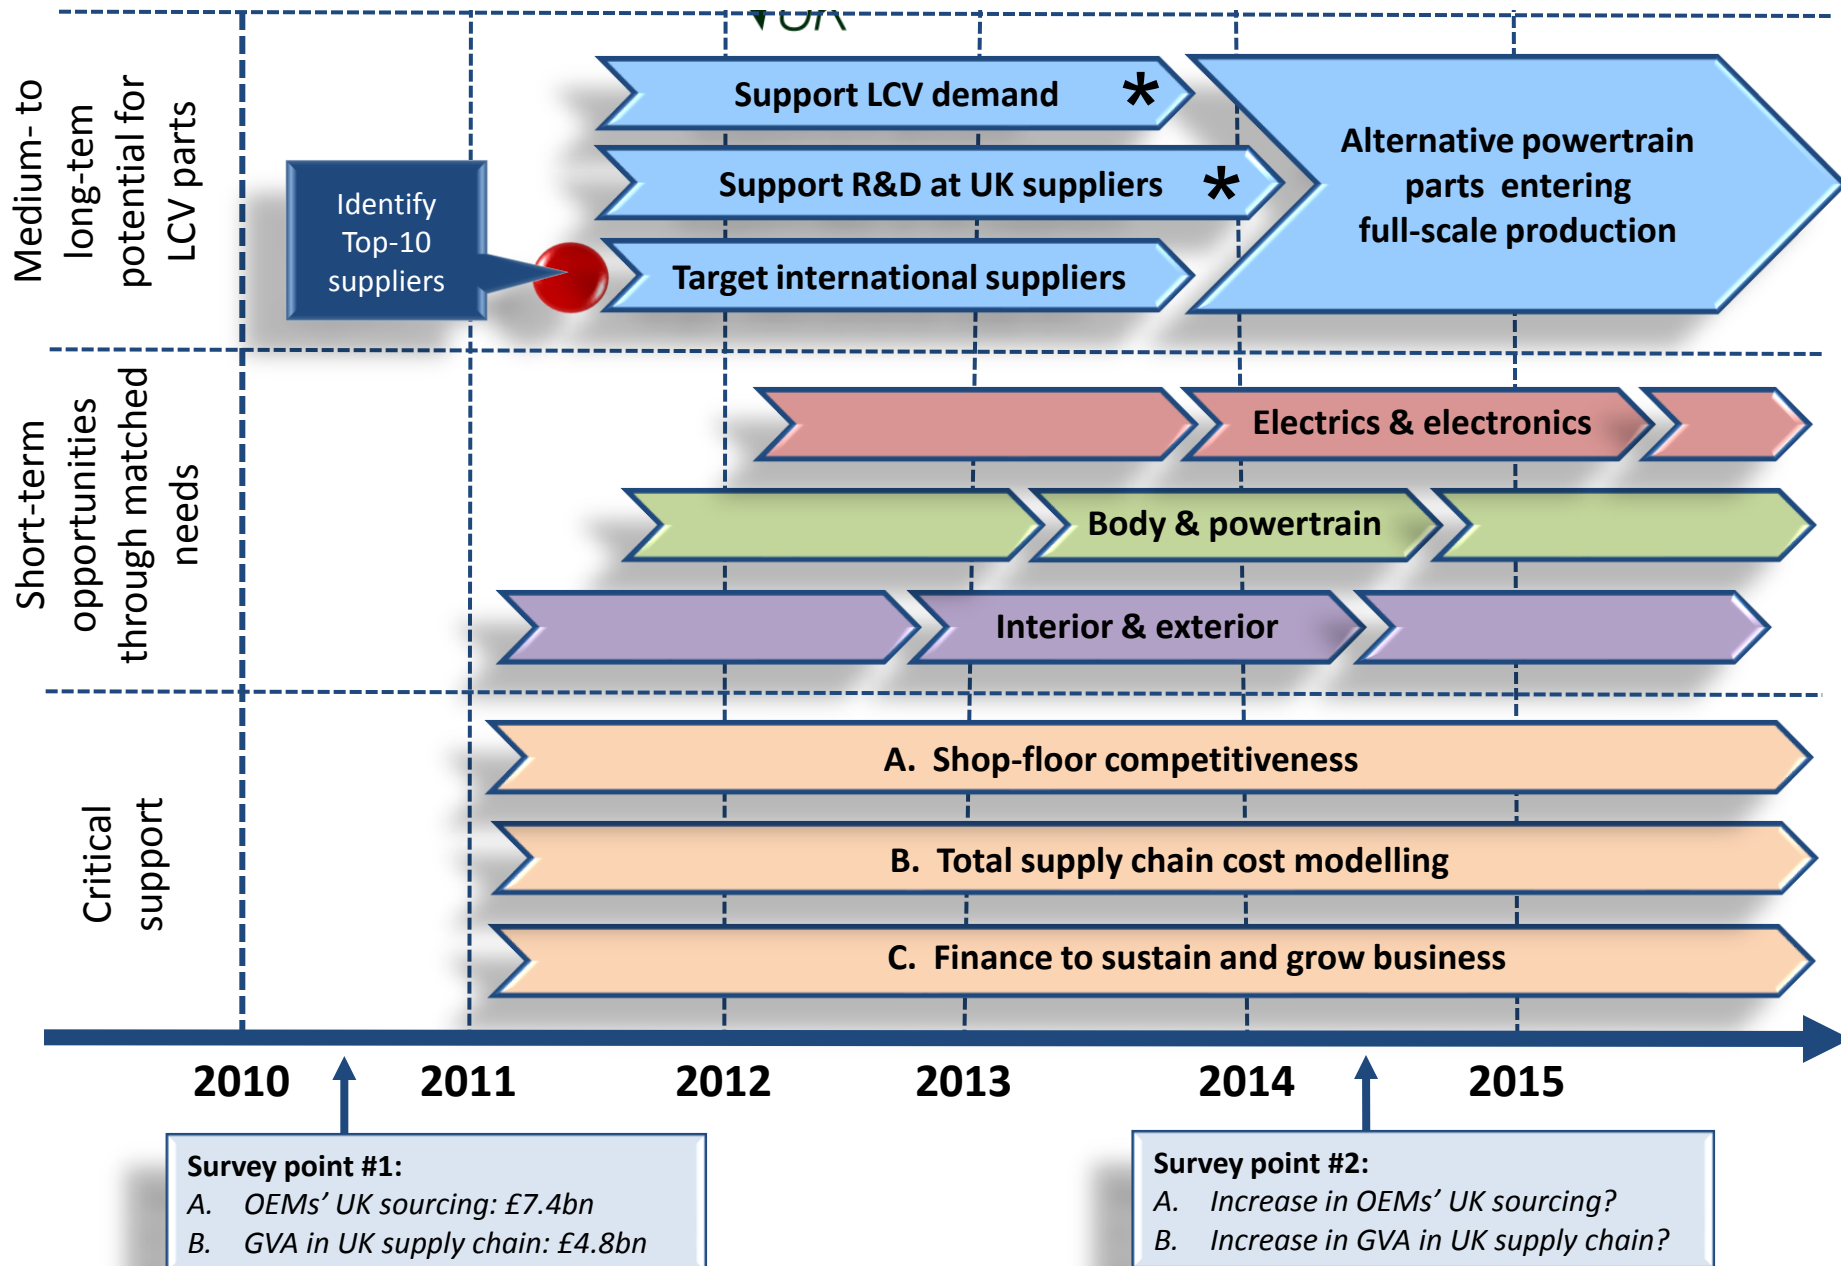 Medium- to
long-tem
potential for
LCV parts
Support LCV demand *
Support R&D at UK suppliers *
Target international suppliers
Identify
Top-10
suppliers
Alternative powertrain
parts entering
full-scale production
Short-term
opportunities
through matched
needs
Electrics & electronics
Body & powertrain
Interior & exterior
Critical
support
A. Shop-floor competitiveness
B. Total supply chain cost modelling
C. Finance to sustain and grow business
2010 2011 2012 2013 2014 2015
Survey point #1:
A. OEMs’ UK sourcing: £7.4bn
B. GVA in UK supply chain: £4.8bn
Survey point #2:
A. Increase in OEMs’ UK sourcing?
B. Increase in GVA in UK supply chain?